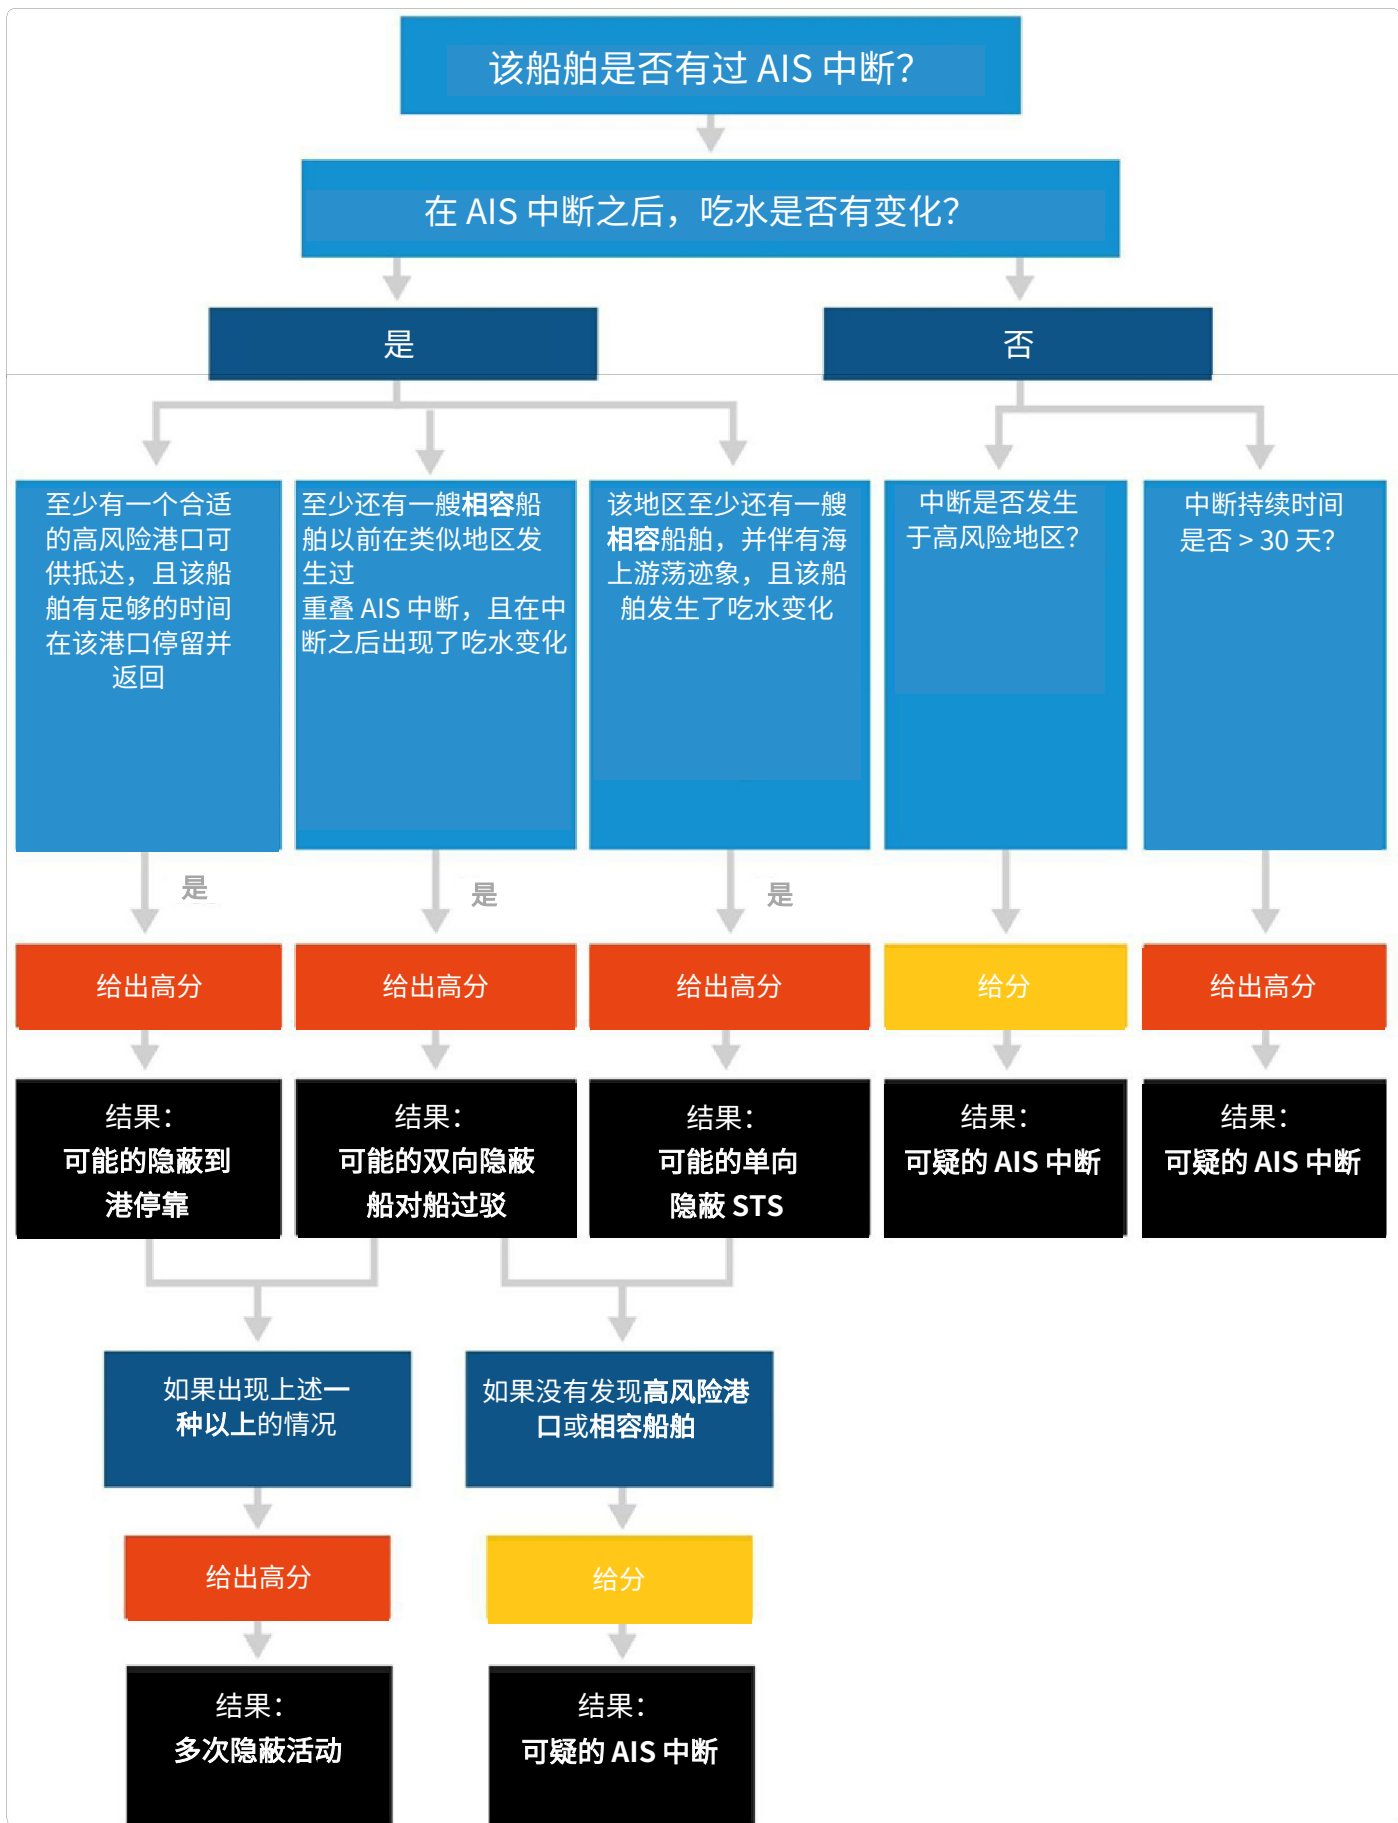 该船舶是否有过 AIS 中断？
在 AIS 中断之后，吃水是否有变化？
是
否
至少有一个合适
的高风险港口可
供抵达，且该船
舶有足够的时间
在该港口停留并
返回
至少还有一艘相容船
舶以前在类似地区发
生过
重叠 AIS 中断，且在中
断之后出现了吃水变化
该地区至少还有一艘
相容船舶，并伴有海
上游荡迹象，且该船
舶发生了吃水变化
中断是否发生
于高风险地区？
中断持续时间
是否 > 30 天？
是
是
是
给出高分
给出高分
给出高分
给分
给出高分
结果：
可能的隐蔽到
港停靠
结果：
可能的双向隐蔽
船对船过驳
结果：
可能的单向
隐蔽 STS
结果：
可疑的 AIS 中断
结果：
可疑的 AIS 中断
如果出现上述一
种以上的情况
如果没有发现高风险港
口或相容船舶
给出高分
给分
结果：
多次隐蔽活动
结果：
可疑的 AIS 中断